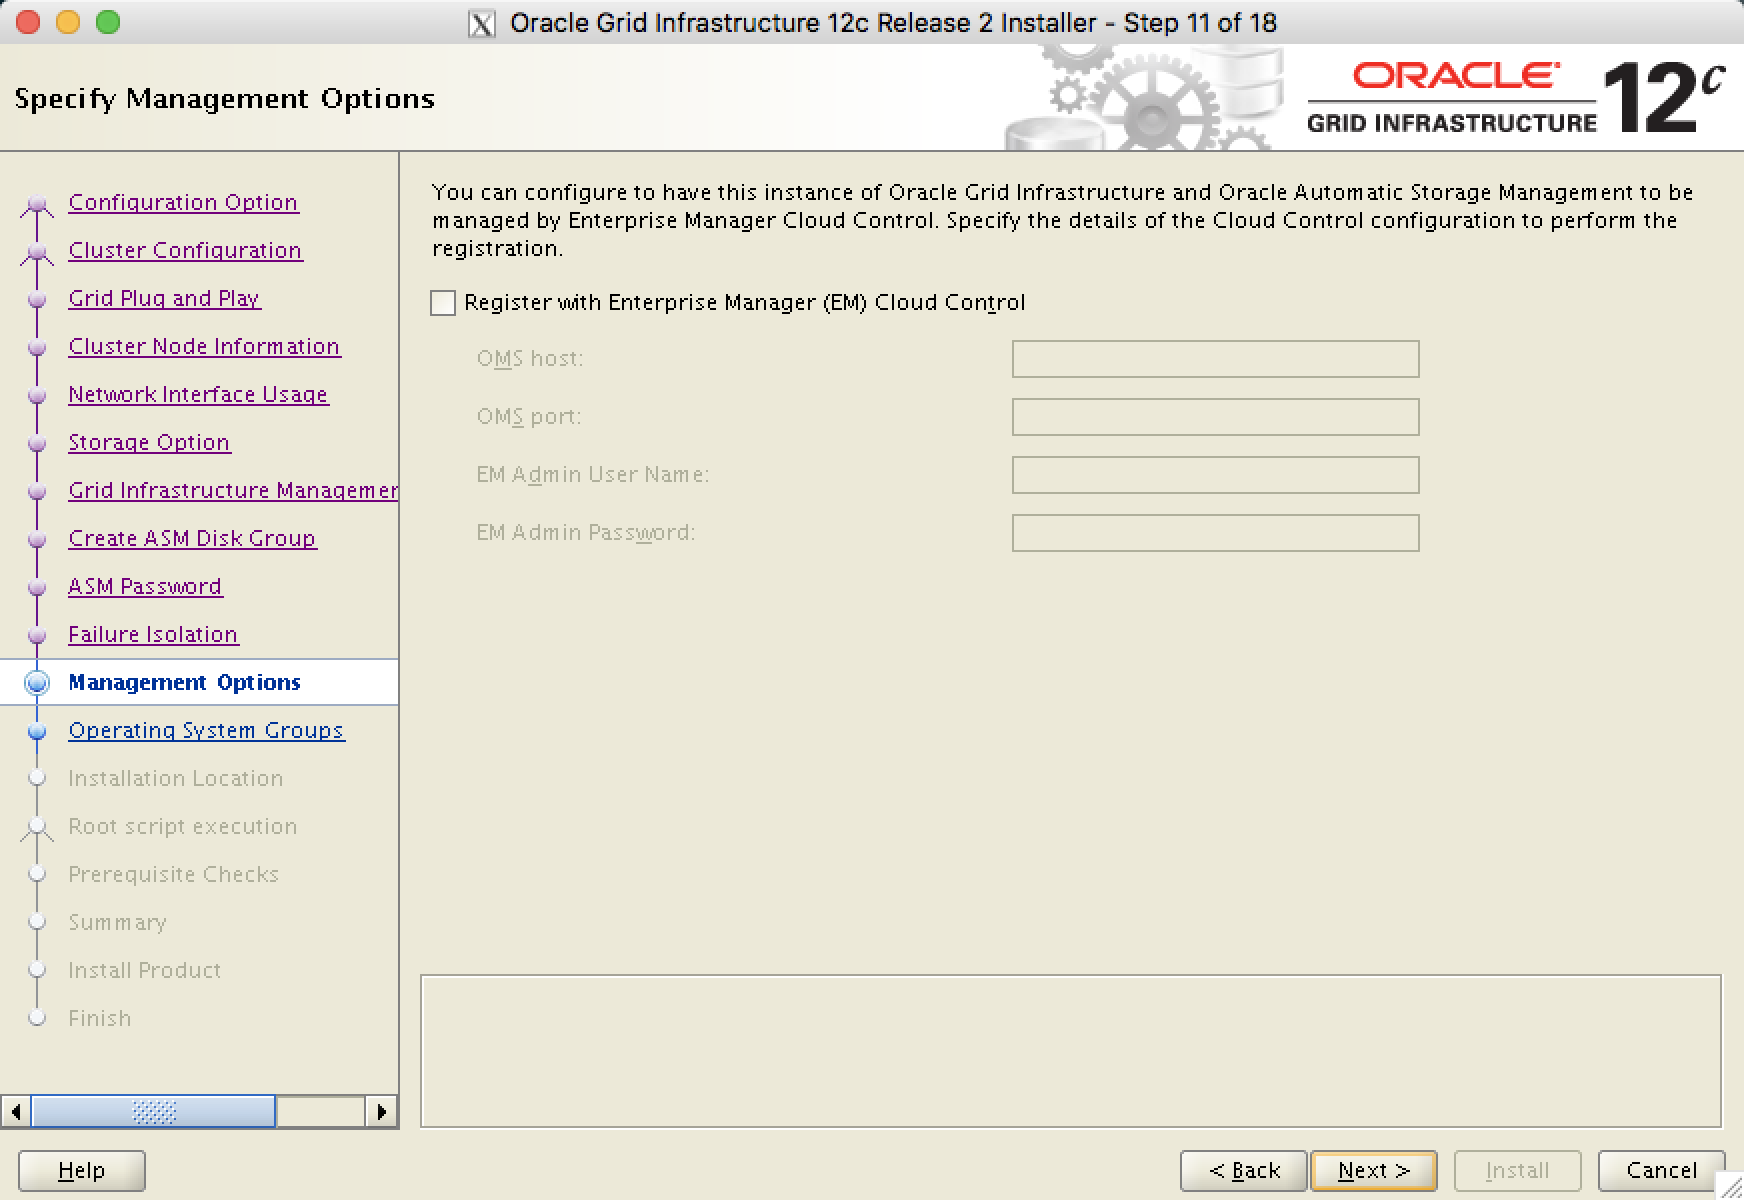 Oracle Grid Infrastructure 12c Release 2 Installer - Step 11 of 18
Specify Management Options
ORACLE
GRID INFRASTRUCTURE
12c
Configuration Option
Cluster Configuration
Grid Plug and Play
Cluster Node Information
Network Interface Usage
Storage Option
Grid Infrastructure Managemen
Create ASM Disk Group
ASM Password
Failure Isolation
Management Options
Operating System Groups
Installation Location
Root script execution
Prerequisite Checks
Summary
Install Product
Finish
You can configure to have this instance of Oracle Grid Infrastructure and Oracle Automatic Storage Management to be
managed by Enterprise Manager Cloud Control. Specify the details of the Cloud Control configuration to perform the
registration.
Register with Enterprise Manager (EM) Cloud Control
OMS host:
OMS port:
EM Admin User Name:
EM Admin Password:
Help
< Back
Next >
Install
Cancel